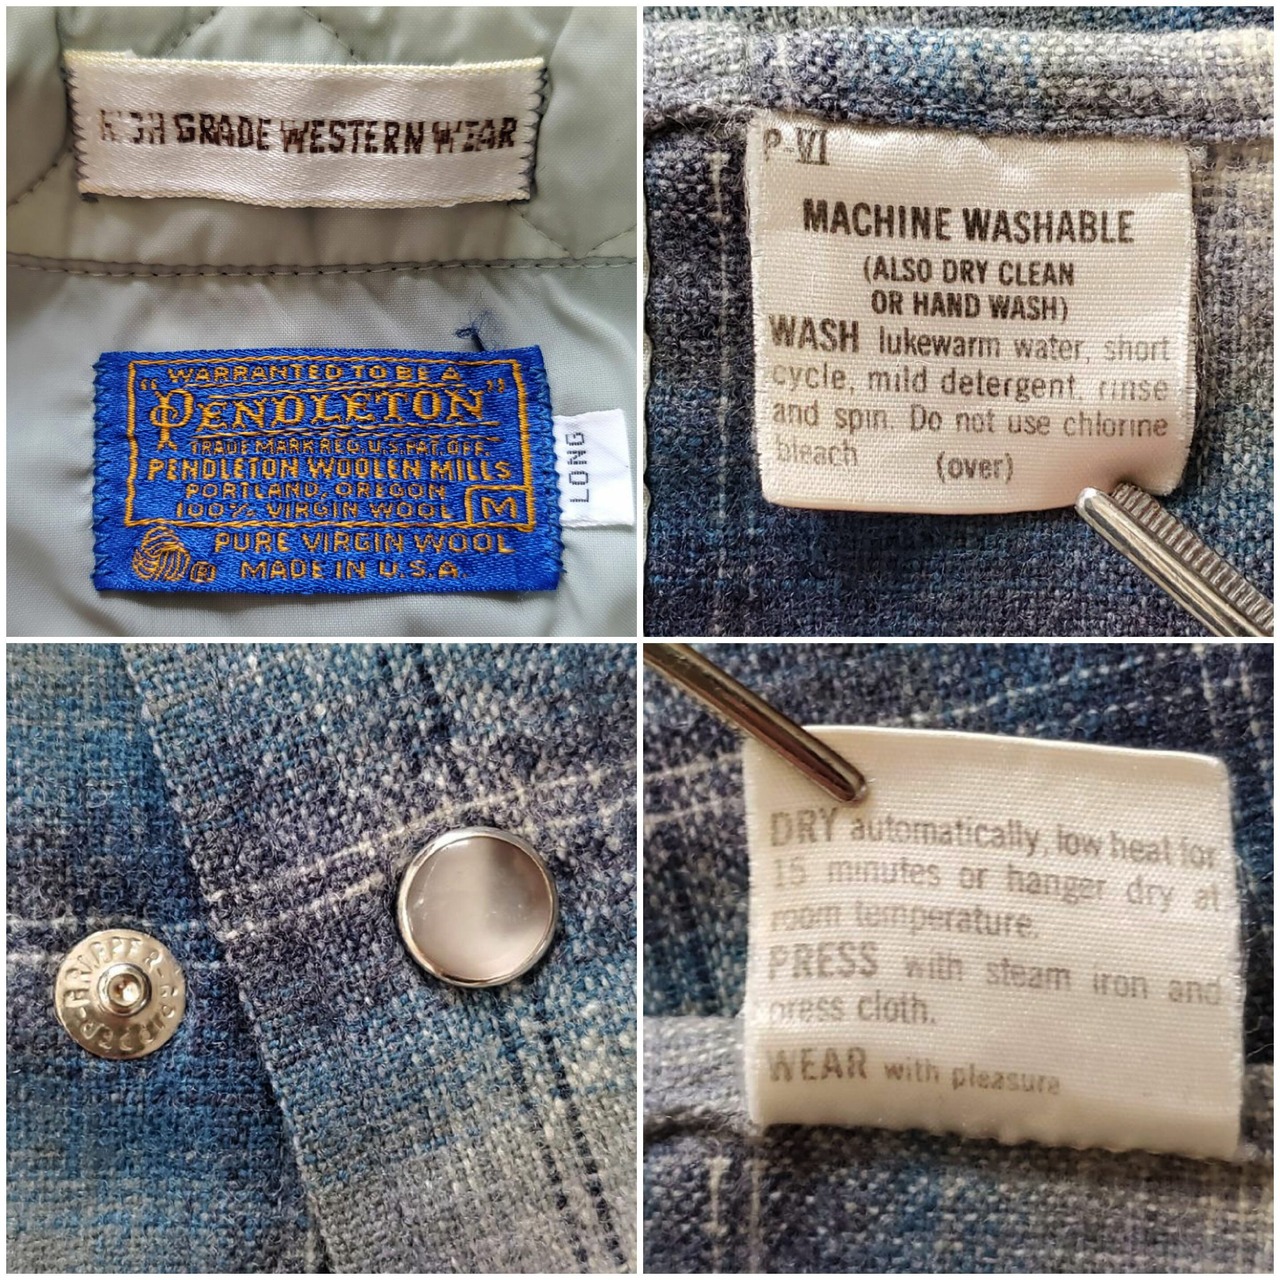 HIGH GRADE WESTERN WEAR
"WARRANTED TO BE A
PENDLETON"
TRADE MARK REG. U.S. PAT. OFF.
PENDLETON WOOLEN MILLS
PORTLAND, OREGON
100% VIRGIN WOOL M
PURE VIRGIN WOOL
® MADE IN U.S.A.
LONG
P-VI
MACHINE WASHABLE
(ALSO DRY CLEAN
OR HAND WASH)
WASH lukewarm water, short
cycle, mild detergent, rinse
and spin. Do not use chlorine
bleach (over)
GRIPPER-GRIPPER
DRY automatically, low heat for
15 minutes or hanger dry at
room temperature.
PRESS with steam iron and
press cloth.
WEAR with pleasure